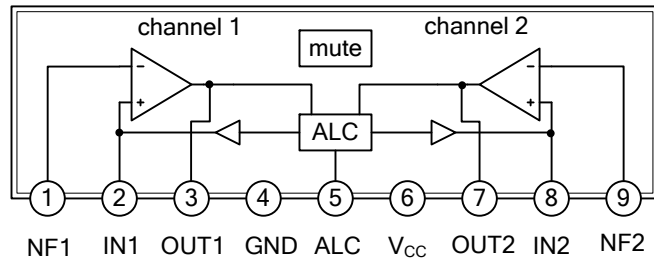 channel 1
channel 2
mute
− −
+ +
ALC
1 2 3 4 5 6 7 8 9
NF1 IN1 OUT1 GND ALC VCC OUT2 IN2 NF2